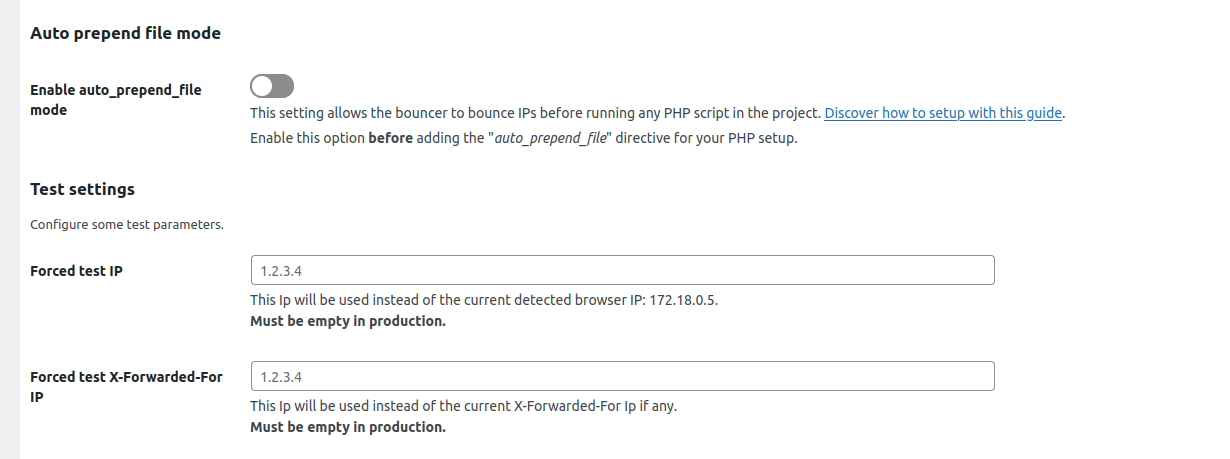 Auto prepend file mode
Enable auto_prepend_file
mode
This setting allows the bouncer to bounce IPs before running any PHP script in the project. Discover how to setup with this guide.
Enable this option before adding the "auto_prepend_file" directive for your PHP setup.
Test settings
Configure some test parameters.
Forced test IP
1.2.3.4
This Ip will be used instead of the current detected browser IP: 172.18.0.5.
Must be empty in production.
Forced test X-Forwarded-For
IP
1.2.3.4
This Ip will be used instead of the current X-Forwarded-For Ip if any.
Must be empty in production.